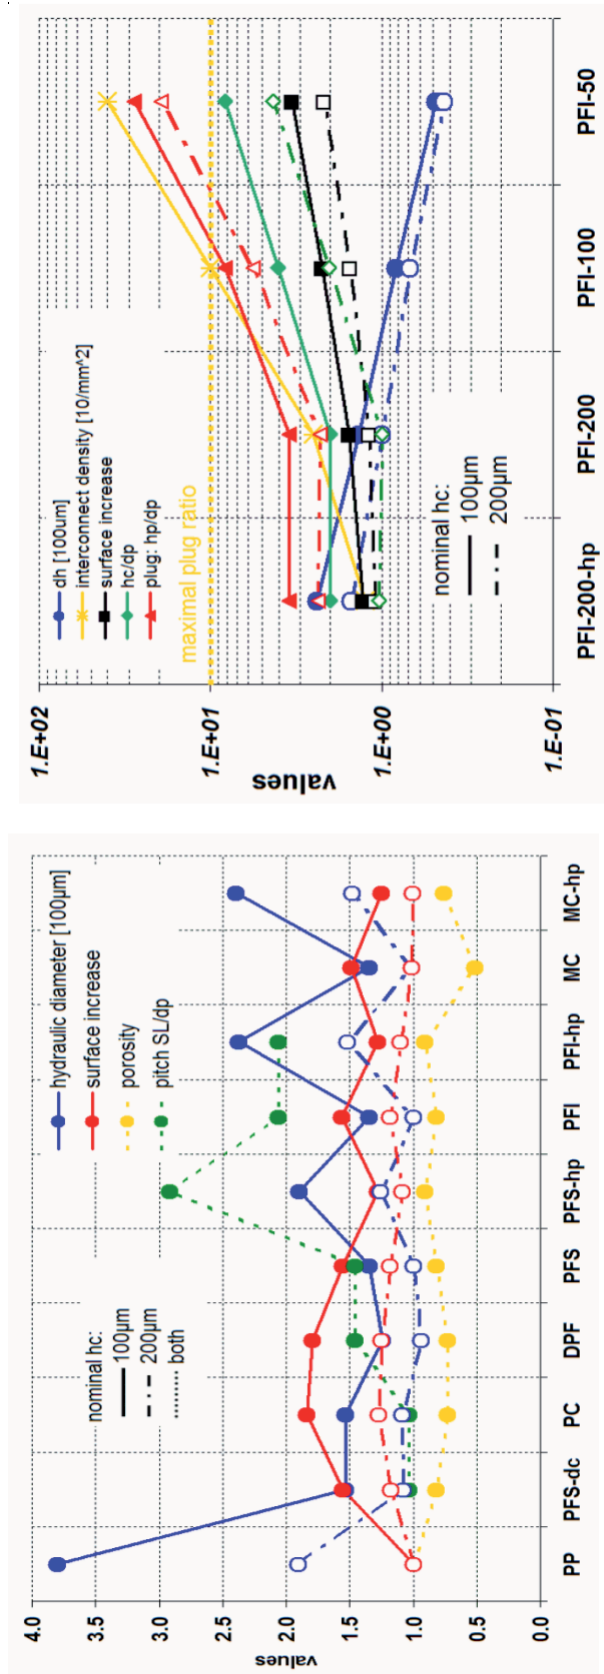 1.E+02
1.E+01
1.E+00
1.E-01
values
dh [100um]
interconnect density [10/mm^2]
surface increase
hc/dp
plug: hp/dp
maximal plug ratio
nominal hc:
100µm
200µm
PFI-200-hp
PFI-200
PFI-100
PFI-50
4.0
3.0
2.0
1.5
1.0
0.5
0.0
values
nominal hc:
100µm
200µm
both
hydraulic diameter [100µm]
surface increase
porosity
pitch SL/dp
PP
PFS-dc
PC
DPF
PFS
PFS-hp
PFI
PFI-hp
MC
MC-hp